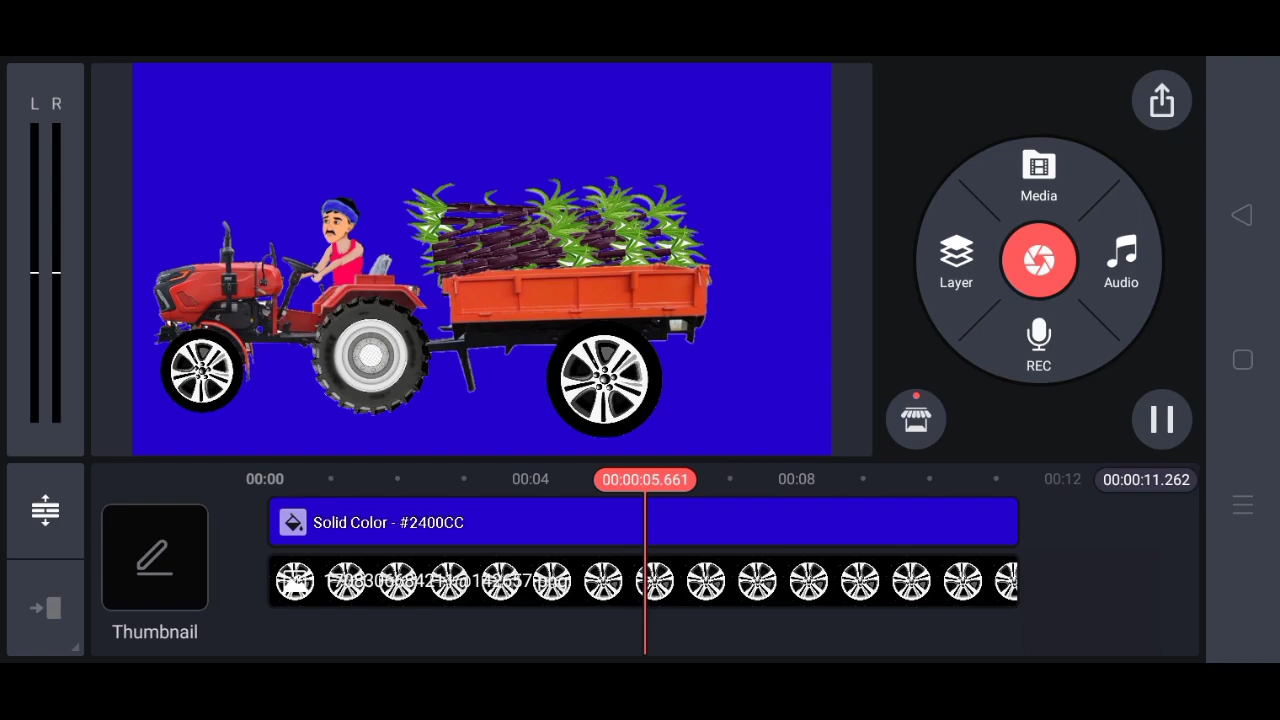 L R
Media
Layer
Audio
REC
00:00
00:04
00:00:05.661
00:08
00:12
00:00:11.262
Solid Color - #2400CC
Thumbnail